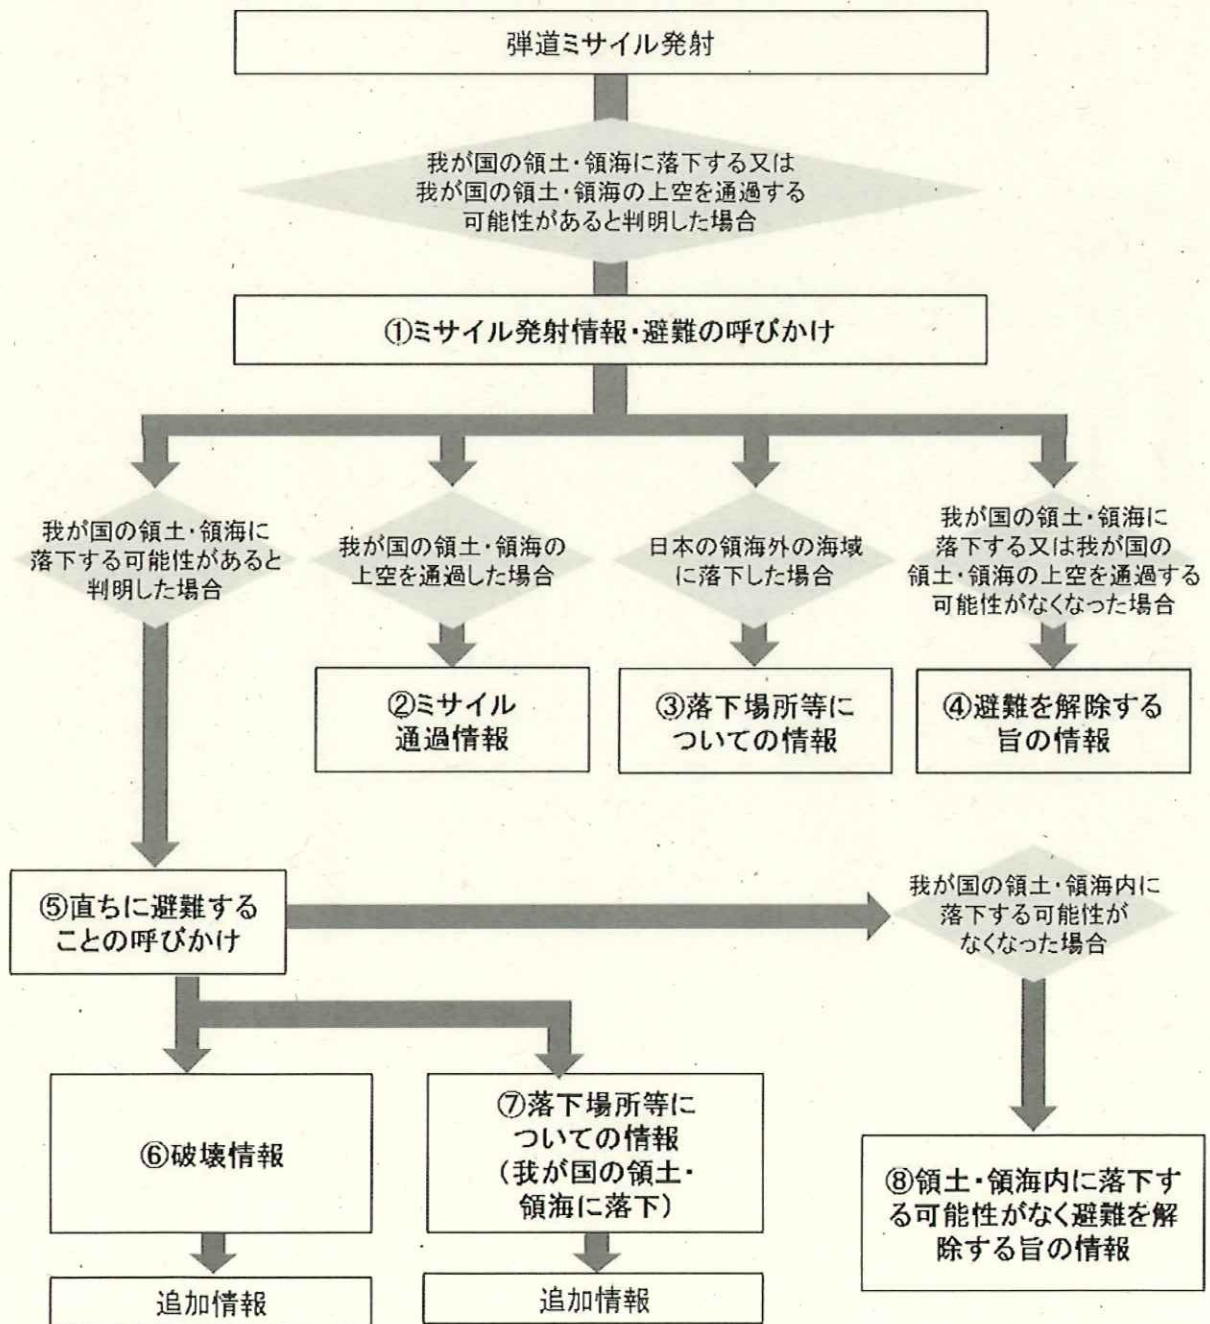 弾道ミサイル発射
我が国の領土・領海に落下する又は
我が国の領土・領海の上空を通過する
可能性があると判明した場合
①ミサイル発射情報・避難の呼びかけ
我が国の領土・領海に
落下する可能性があると
判明した場合
我が国の領土・領海の
上空を通過した場合
日本の領海外の海域
に落下した場合
我が国の領土・領海に
落下する又は我が国の
領土・領海の上空を通過する
可能性がなくなった場合
②ミサイル
通過情報
③落下場所等に
ついての情報
④避難を解除する
旨の情報
⑤直ちに避難する
ことの呼びかけ
我が国の領土・領海内に
落下する可能性が
なくなった場合
⑥破壊情報
⑦落下場所等に
ついての情報
（我が国の領土・
領海に落下）
⑧領土・領海内に落下す
る可能性がなく避難を解
除する旨の情報
追加情報
追加情報